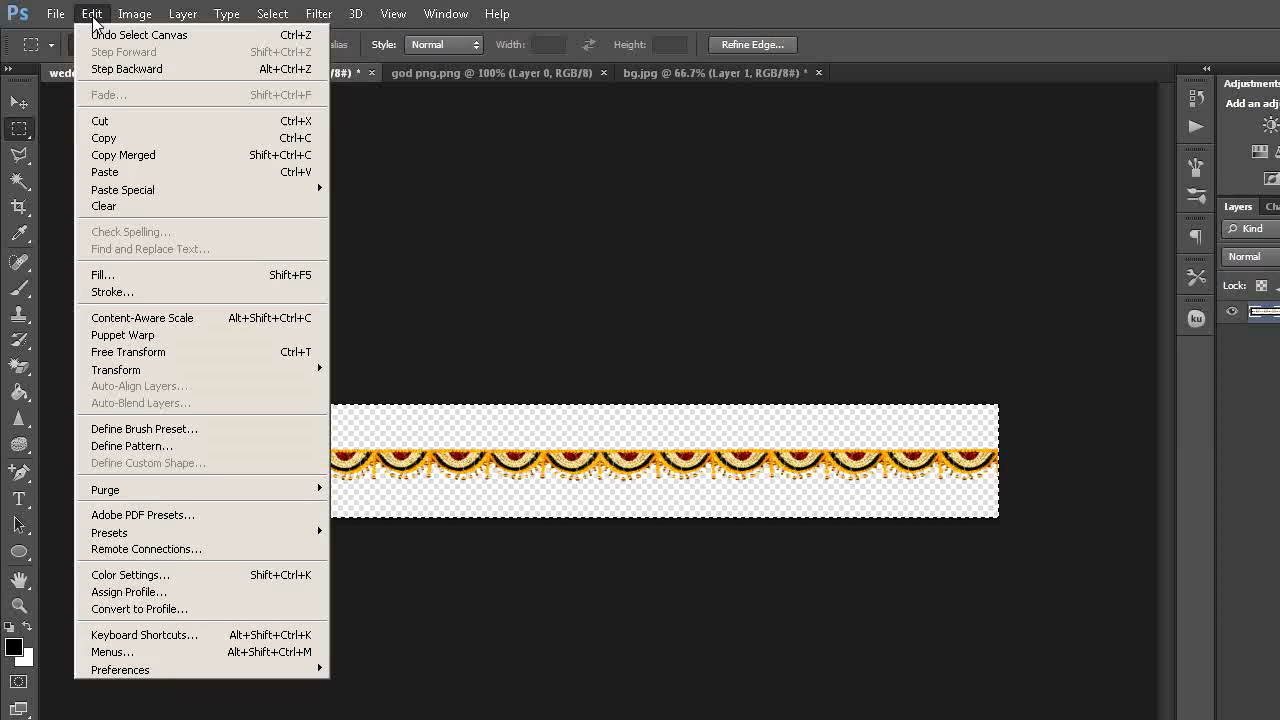 Ps File Edit Image Layer Type Select Filter 3D View Window Help
Style: Normal Width: Height: Refine Edge...
/8#) * × god png.png @ 100% (Layer 0, RGB/8) × bg.jpg @ 66.7% (Layer 1, RGB/8#) * ×
Undo Select Canvas Ctrl+Z
Step Forward Shift+Ctrl+Z
Step Backward Alt+Ctrl+Z
Fade... Shift+Ctrl+F
Cut Ctrl+X
Copy Ctrl+C
Copy Merged Shift+Ctrl+C
Paste Ctrl+V
Paste Special
Clear
Check Spelling...
Find and Replace Text...
Fill... Shift+F5
Stroke...
Content-Aware Scale Alt+Shift+Ctrl+C
Puppet Warp
Free Transform Ctrl+T
Transform
Auto-Align Layers...
Auto-Blend Layers...
Define Brush Preset...
Define Pattern...
Define Custom Shape...
Purge
Adobe PDF Presets...
Presets
Remote Connections...
Color Settings... Shift+Ctrl+K
Assign Profile...
Convert to Profile...
Keyboard Shortcuts... Alt+Shift+Ctrl+K
Menus... Alt+Shift+Ctrl+M
Preferences
Adjustments
Add an adj
Layers Cha
Kind
Normal
Lock:
ku